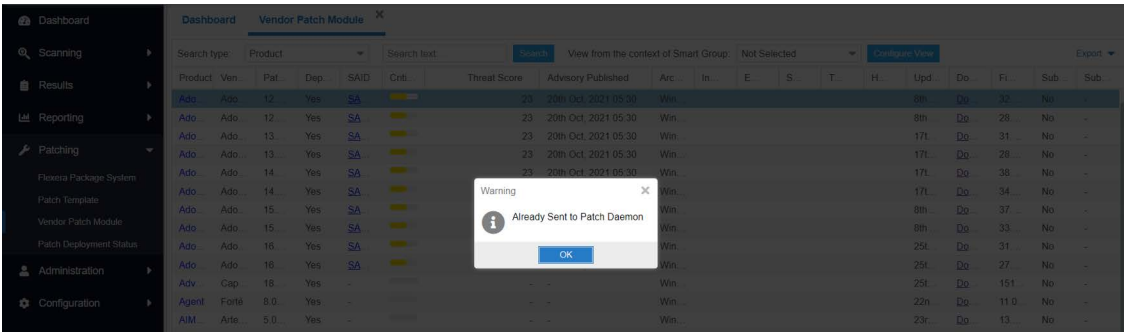 Dashboard
Scanning
Results
Reporting
Patching
Flexera Package System
Patch Template
Vendor Patch Module
Patch Deployment Status
Administration
Configuration
Dashboard Vendor Patch Module
Search type: Product Search text... Search View from the context of Smart Group: Not Selected Configure View Export
Product Ven... Pat... Dep... SAID Criti... Threat Score Advisory Published Arc... In... E... S... T... H... Upd... Do... Fi... Sub... Sub...
Ado... Ado... 12... Yes SA... 23 20th Oct, 2021 05:30 Win... 8th... Do... 32... No -
Ado... Ado... 12... Yes SA... 23 20th Oct, 2021 05:30 Win... 8th... Do... 28... No -
Ado... Ado... 13... Yes SA... 23 20th Oct, 2021 05:30 Win... 17t... Do... 31... No -
Ado... Ado... 13... Yes SA... 23 20th Oct, 2021 05:30 Win... 17t... Do... 28... No -
Ado... Ado... 14... Yes SA... 23 20th Oct, 2021 05:30 Win... 17t... Do... 38... No -
Ado... Ado... 14... Yes SA... Win... 17t... Do... 34... No -
Ado... Ado... 15... Yes SA... Win... 8th... Do... 37... No -
Ado... Ado... 15... Yes SA... Win... 8th... Do... 33... No -
Ado... Ado... 16... Yes SA... Win... 25t... Do... 31... No -
Ado... Ado... 16... Yes SA... Win... 25t... Do... 27... No -
Adv... Cap... 18... Yes - - - Win... 25t... Do... 151... No -
Agent Forté 8.0... Yes - - - Win... 22n... Do... 11.0... No -
AIM... Arte... 5.0... Yes - - - Win... 23r... Do... 13... No -
Warning
Already Sent to Patch Daemon
OK